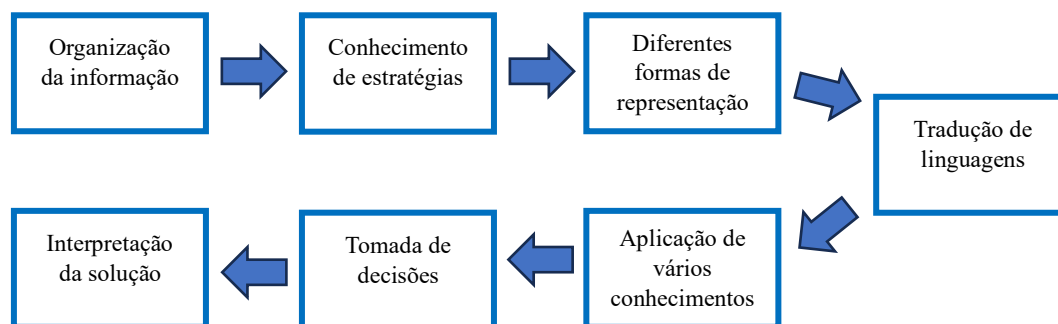 Organização
da informação
Conhecimento
de estratégias
Diferentes
formas de
representação
Tradução de
linguagens
Aplicação de
vários
conhecimentos
Tomada de
decisões
Interpretação
da solução